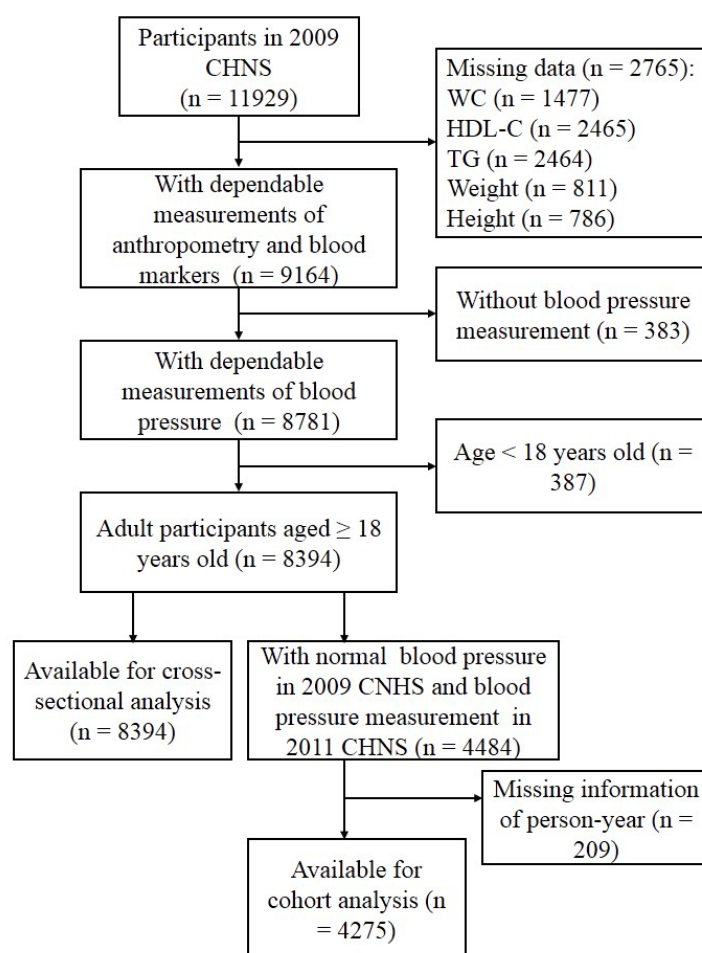 Participants in 2009
CHNS
(n = 11929)
Missing data (n = 2765):
WC (n = 1477)
HDL-C (n = 2465)
TG (n = 2464)
Weight (n = 811)
Height (n = 786)
With dependable
measurements of
anthropometry and blood
markers (n = 9164)
Without blood pressure
measurement (n = 383)
With dependable
measurements of blood
pressure (n = 8781)
Age < 18 years old (n =
387)
Adult participants aged ≥ 18
years old (n = 8394)
Available for cross-
sectional analysis
(n = 8394)
With normal blood pressure
in 2009 CNHS and blood
pressure measurement in
2011 CHNS (n = 4484)
Missing information
of person-year (n =
209)
Available for
cohort analysis (n
= 4275)